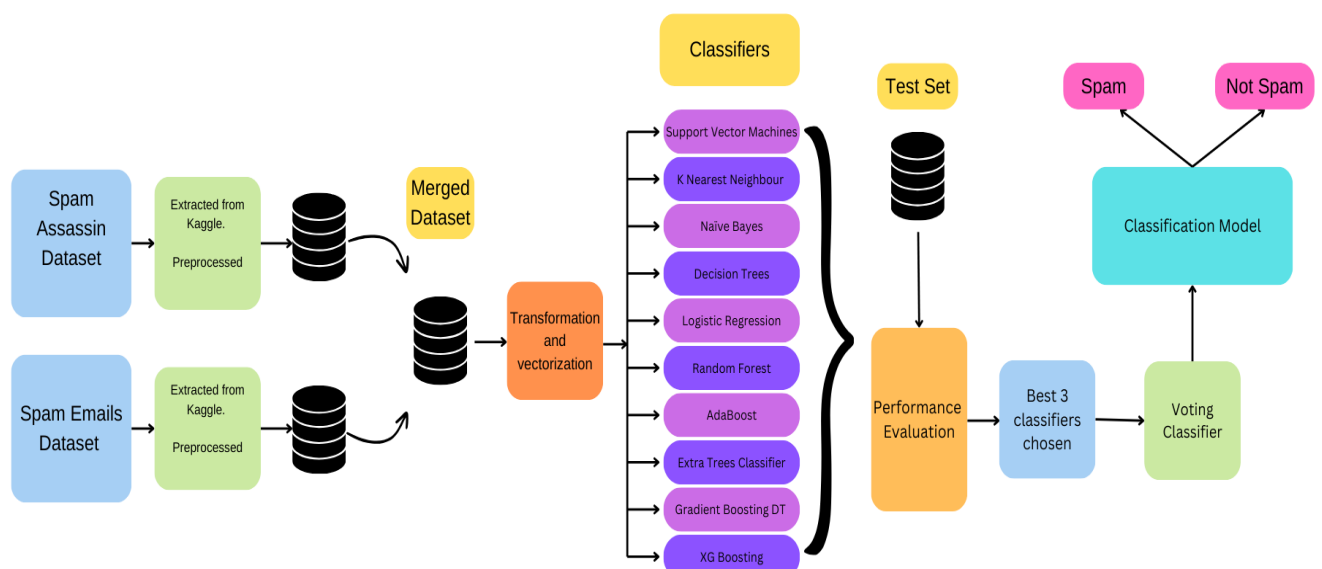 Spam
Assassin
Dataset
Extracted from
Kaggle.
Preprocessed
Spam Emails
Dataset
Extracted from
Kaggle.
Preprocessed
Merged
Dataset
Transformation
and
vectorization
Classifiers
Support Vector Machines
K Nearest Neighbour
Naïve Bayes
Decision Trees
Logistic Regression
Random Forest
AdaBoost
Extra Trees Classifier
Gradient Boosting DT
XG Boosting
Test Set
Performance
Evaluation
Best 3
classifiers
chosen
Voting
Classifier
Classification Model
Spam
Not Spam